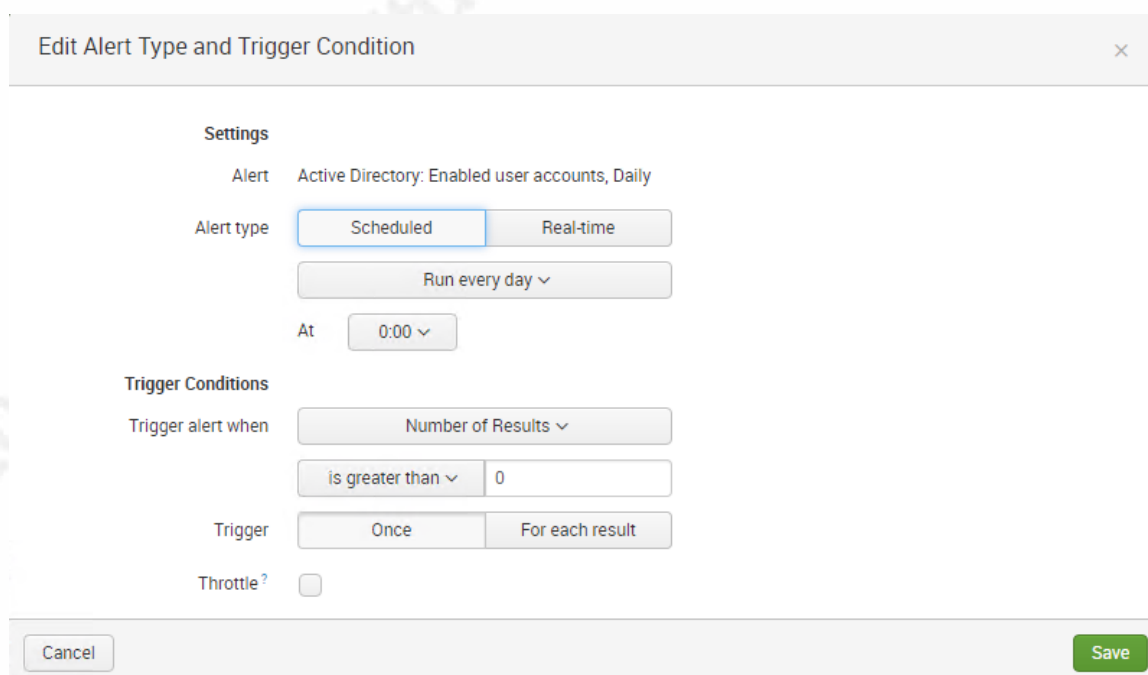 Edit Alert Type and Trigger Condition ×
Settings
Alert Active Directory: Enabled user accounts, Daily
Alert type Scheduled Real-time
Run every day
At 0:00
Trigger Conditions
Trigger alert when Number of Results
is greater than 0
Trigger Once For each result
Throttle ?
Cancel Save